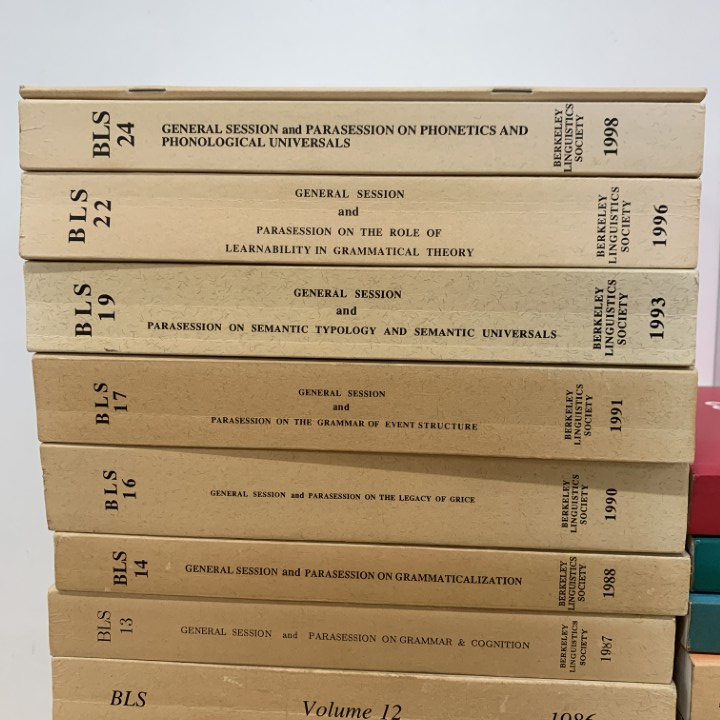 BLS
24
GENERAL SESSION and PARASESSION ON PHONETICS AND
PHONOLOGICAL UNIVERSALS
BERKELEY
LINGUISTICS
SOCIETY
1998
BLS
22
GENERAL SESSION
and
PARASESSION ON THE ROLE OF
LEARNABILITY IN GRAMMATICAL THEORY
BERKELEY
LINGUISTICS
SOCIETY
1996
BLS
19
GENERAL SESSION
and
PARASESSION ON SEMANTIC TYPOLOGY AND SEMANTIC UNIVERSALS
BERKELEY
LINGUISTICS
SOCIETY
1993
BLS
17
GENERAL SESSION
and
PARASESSION ON THE GRAMMAR OF EVENT STRUCTURE
BERKELEY
LINGUISTICS
SOCIETY
1991
BLS
16
GENERAL SESSION and PARASESSION ON THE LEGACY OF GRICE
BERKELEY
LINGUISTICS
SOCIETY
1990
BLS
14
GENERAL SESSION and PARASESSION ON GRAMMATICALIZATION
BERKELEY
LINGUISTICS
SOCIETY
1988
BLS
13
GENERAL SESSION and PARASESSION ON GRAMMAR & COGNITION
BERKELEY
LINGUISTICS
SOCIETY
1987
BLS
Volume 12
1986